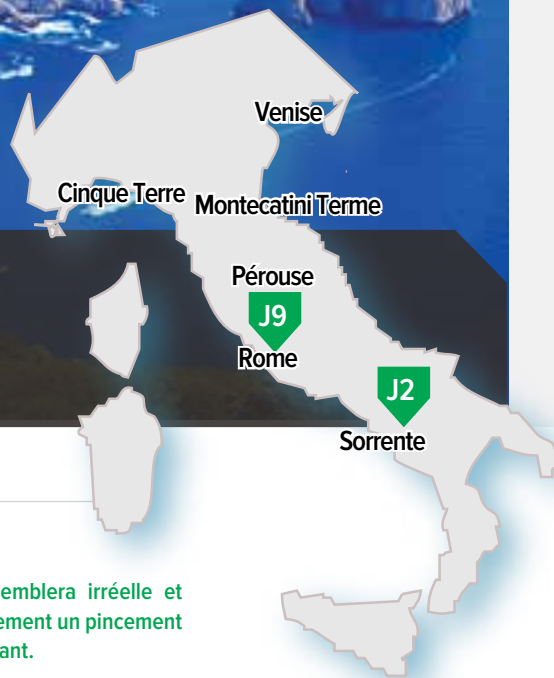 Venise
Cinque Terre Montecatini Terme
Pérouse
J9
Rome
J2
Sorrente
emblera irréelle et
ement un pincement
ant.